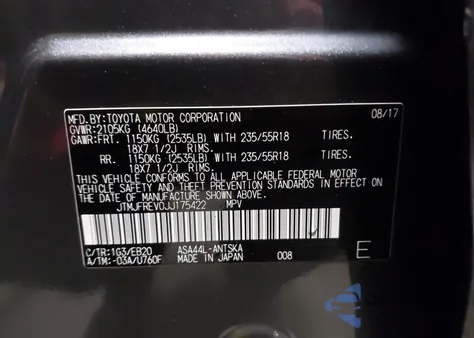 MFD.BY:TOYOTA MOTOR CORPORATION 08/17
GVWR:2105KG (4640LB)
GAWR:FRT. 1150KG (2535LB) WITH 235/55R18 TIRES.
18X7 1/2J RIMS.
RR. 1150KG (2535LB) WITH 235/55R18 TIRES.
18X7 1/2J RIMS.
THIS VEHICLE CONFORMS TO ALL APPLICABLE FEDERAL MOTOR
VEHICLE SAFETY AND THEFT PREVENTION STANDARDS IN EFFECT ON
THE DATE OF MANUFACTURE SHOWN ABOVE.
JTMJFREV0JJ175422 MPV
C/TR:1G3/EB20 ASA44L-ANTSKA E
A/TM:-03A/U760F MADE IN JAPAN 008